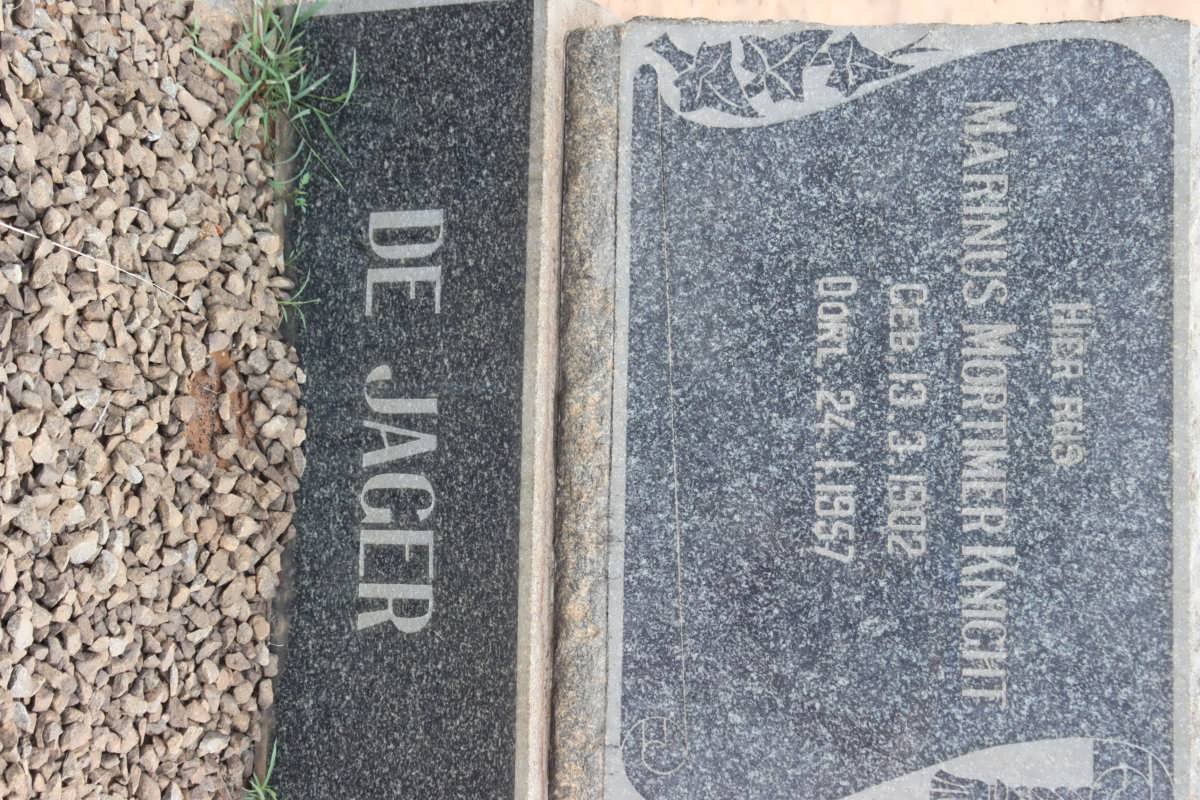 HIER RUS
MARINUS MORTIMER KNIGHT
GEB. 13.3.1902
OORL. 24.1.1957
DE JAGER